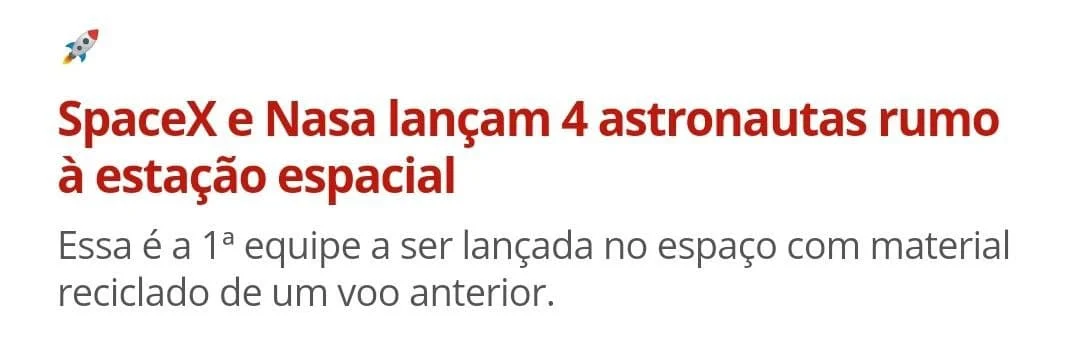 🚀
SpaceX e Nasa lançam 4 astronautas rumo
à estação espacial
Essa é a 1ª equipe a ser lançada no espaço com material
reciclado de um voo anterior.